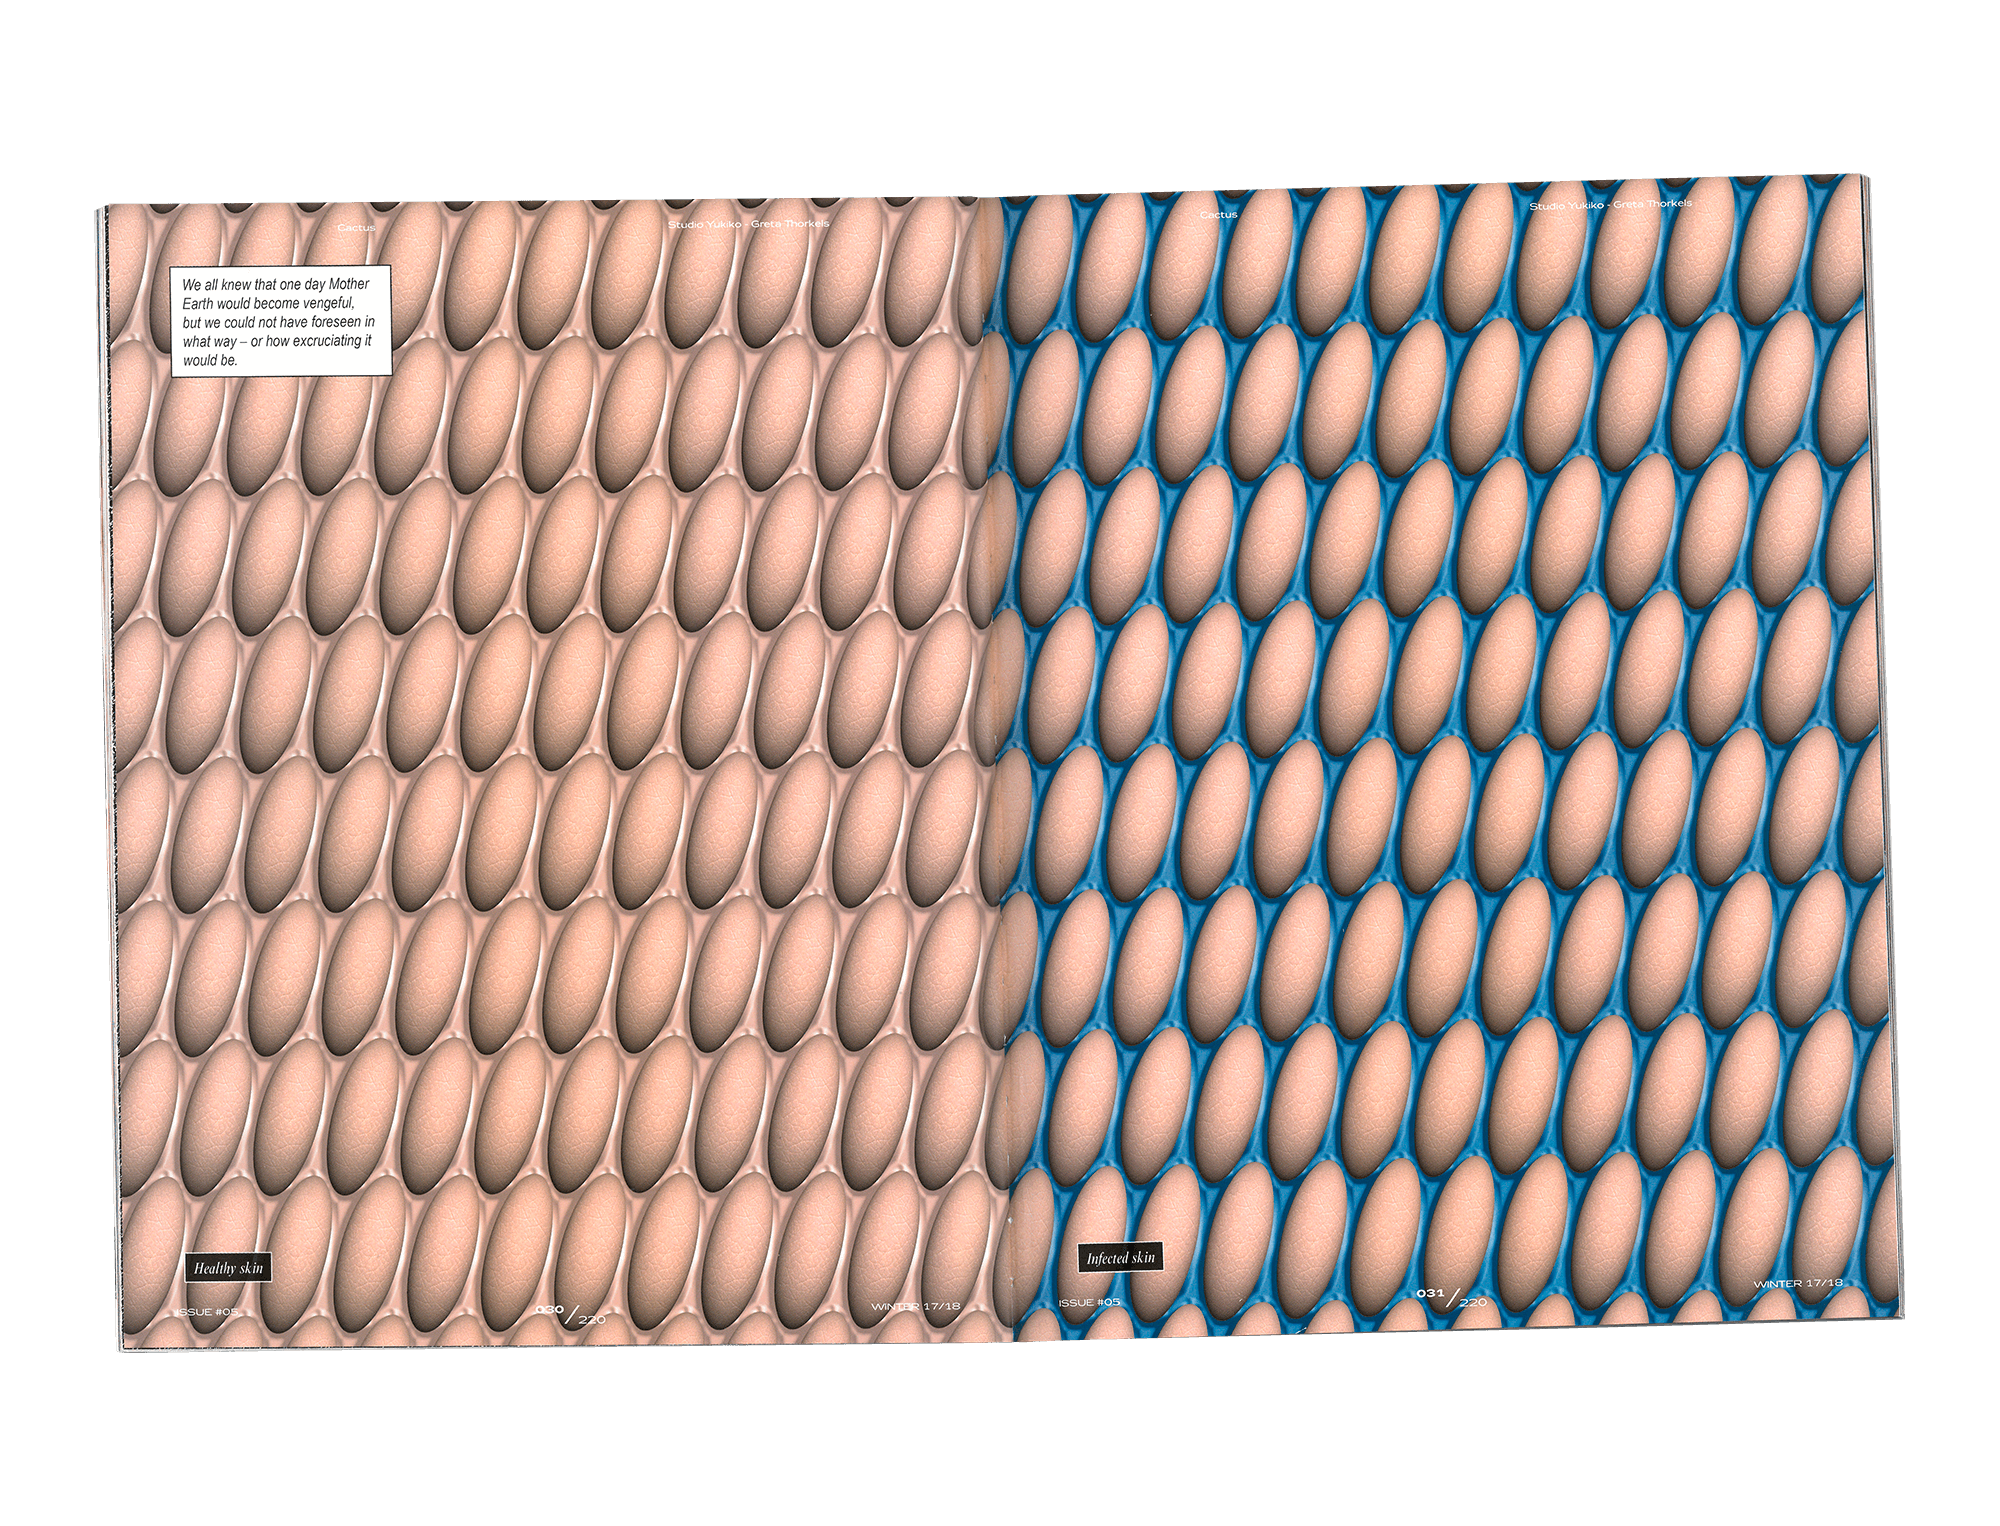 Cactus
Studio Yukiko - Greta Thorkels
We all knew that one day Mother
Earth would become vengeful,
but we could not have foreseen in
what way – or how excruciating it
would be.
Healthy skin
ISSUE #05
030/220
WINTER 17/18
Cactus
Studio Yukiko - Greta Thorkels
Infected skin
ISSUE #05
031/220
WINTER 17/18